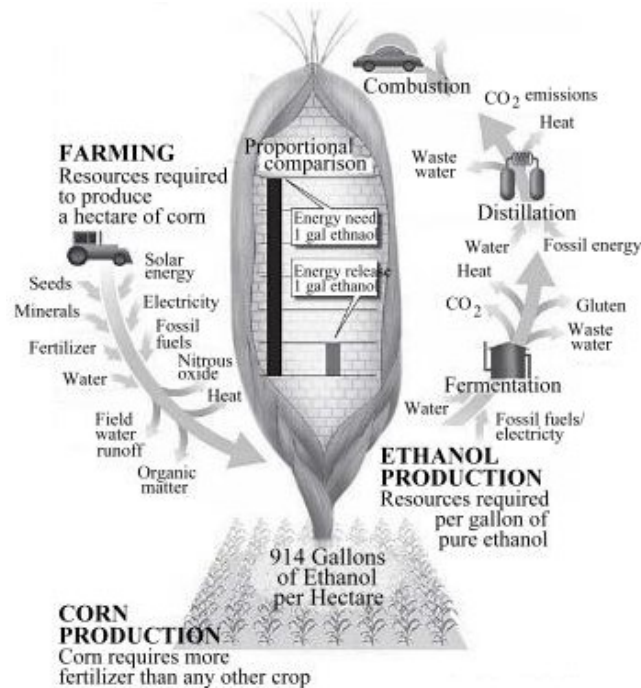 Combustion
CO2 emissions
Heat
Waste
water
Distillation
Water
Fossil energy
Heat
CO2
Gluten
Waste
water
Fermentation
Water
Fossil fuels/
electricty
ETHANOL
PRODUCTION
Resources required
per gallon of
pure ethanol
FARMING
Resources required
to produce
a hectare of corn
Solar
energy
Seeds
Electricity
Minerals
Fossil
fuels
Fertilizer
Nitrous
oxide
Water
Heat
Field
water
runoff
Organic
matter
Proportional
comparison
Energy need
1 gal ethnaol
Energy release
1 gal ethanol
914 Gallons
of Ethanol
per Hectare
CORN
PRODUCTION
Corn requires more
fertilizer than any other crop